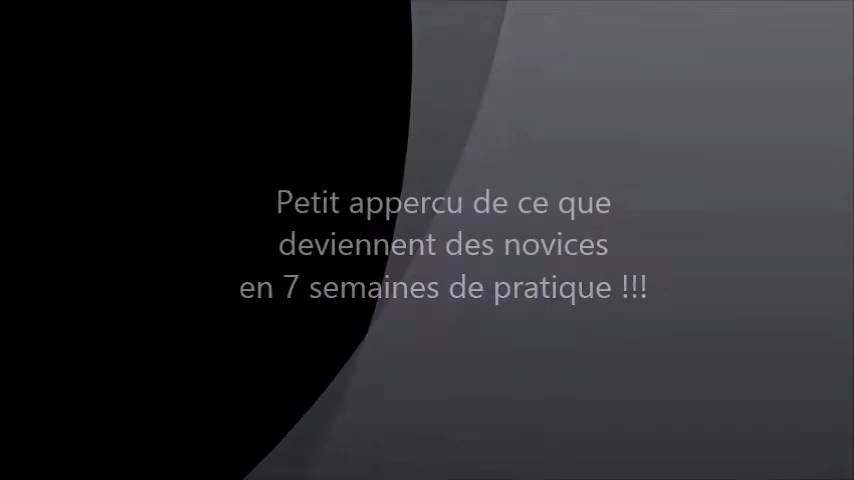 Petit appercu de ce que
deviennent des novices
en 7 semaines de pratique !!!